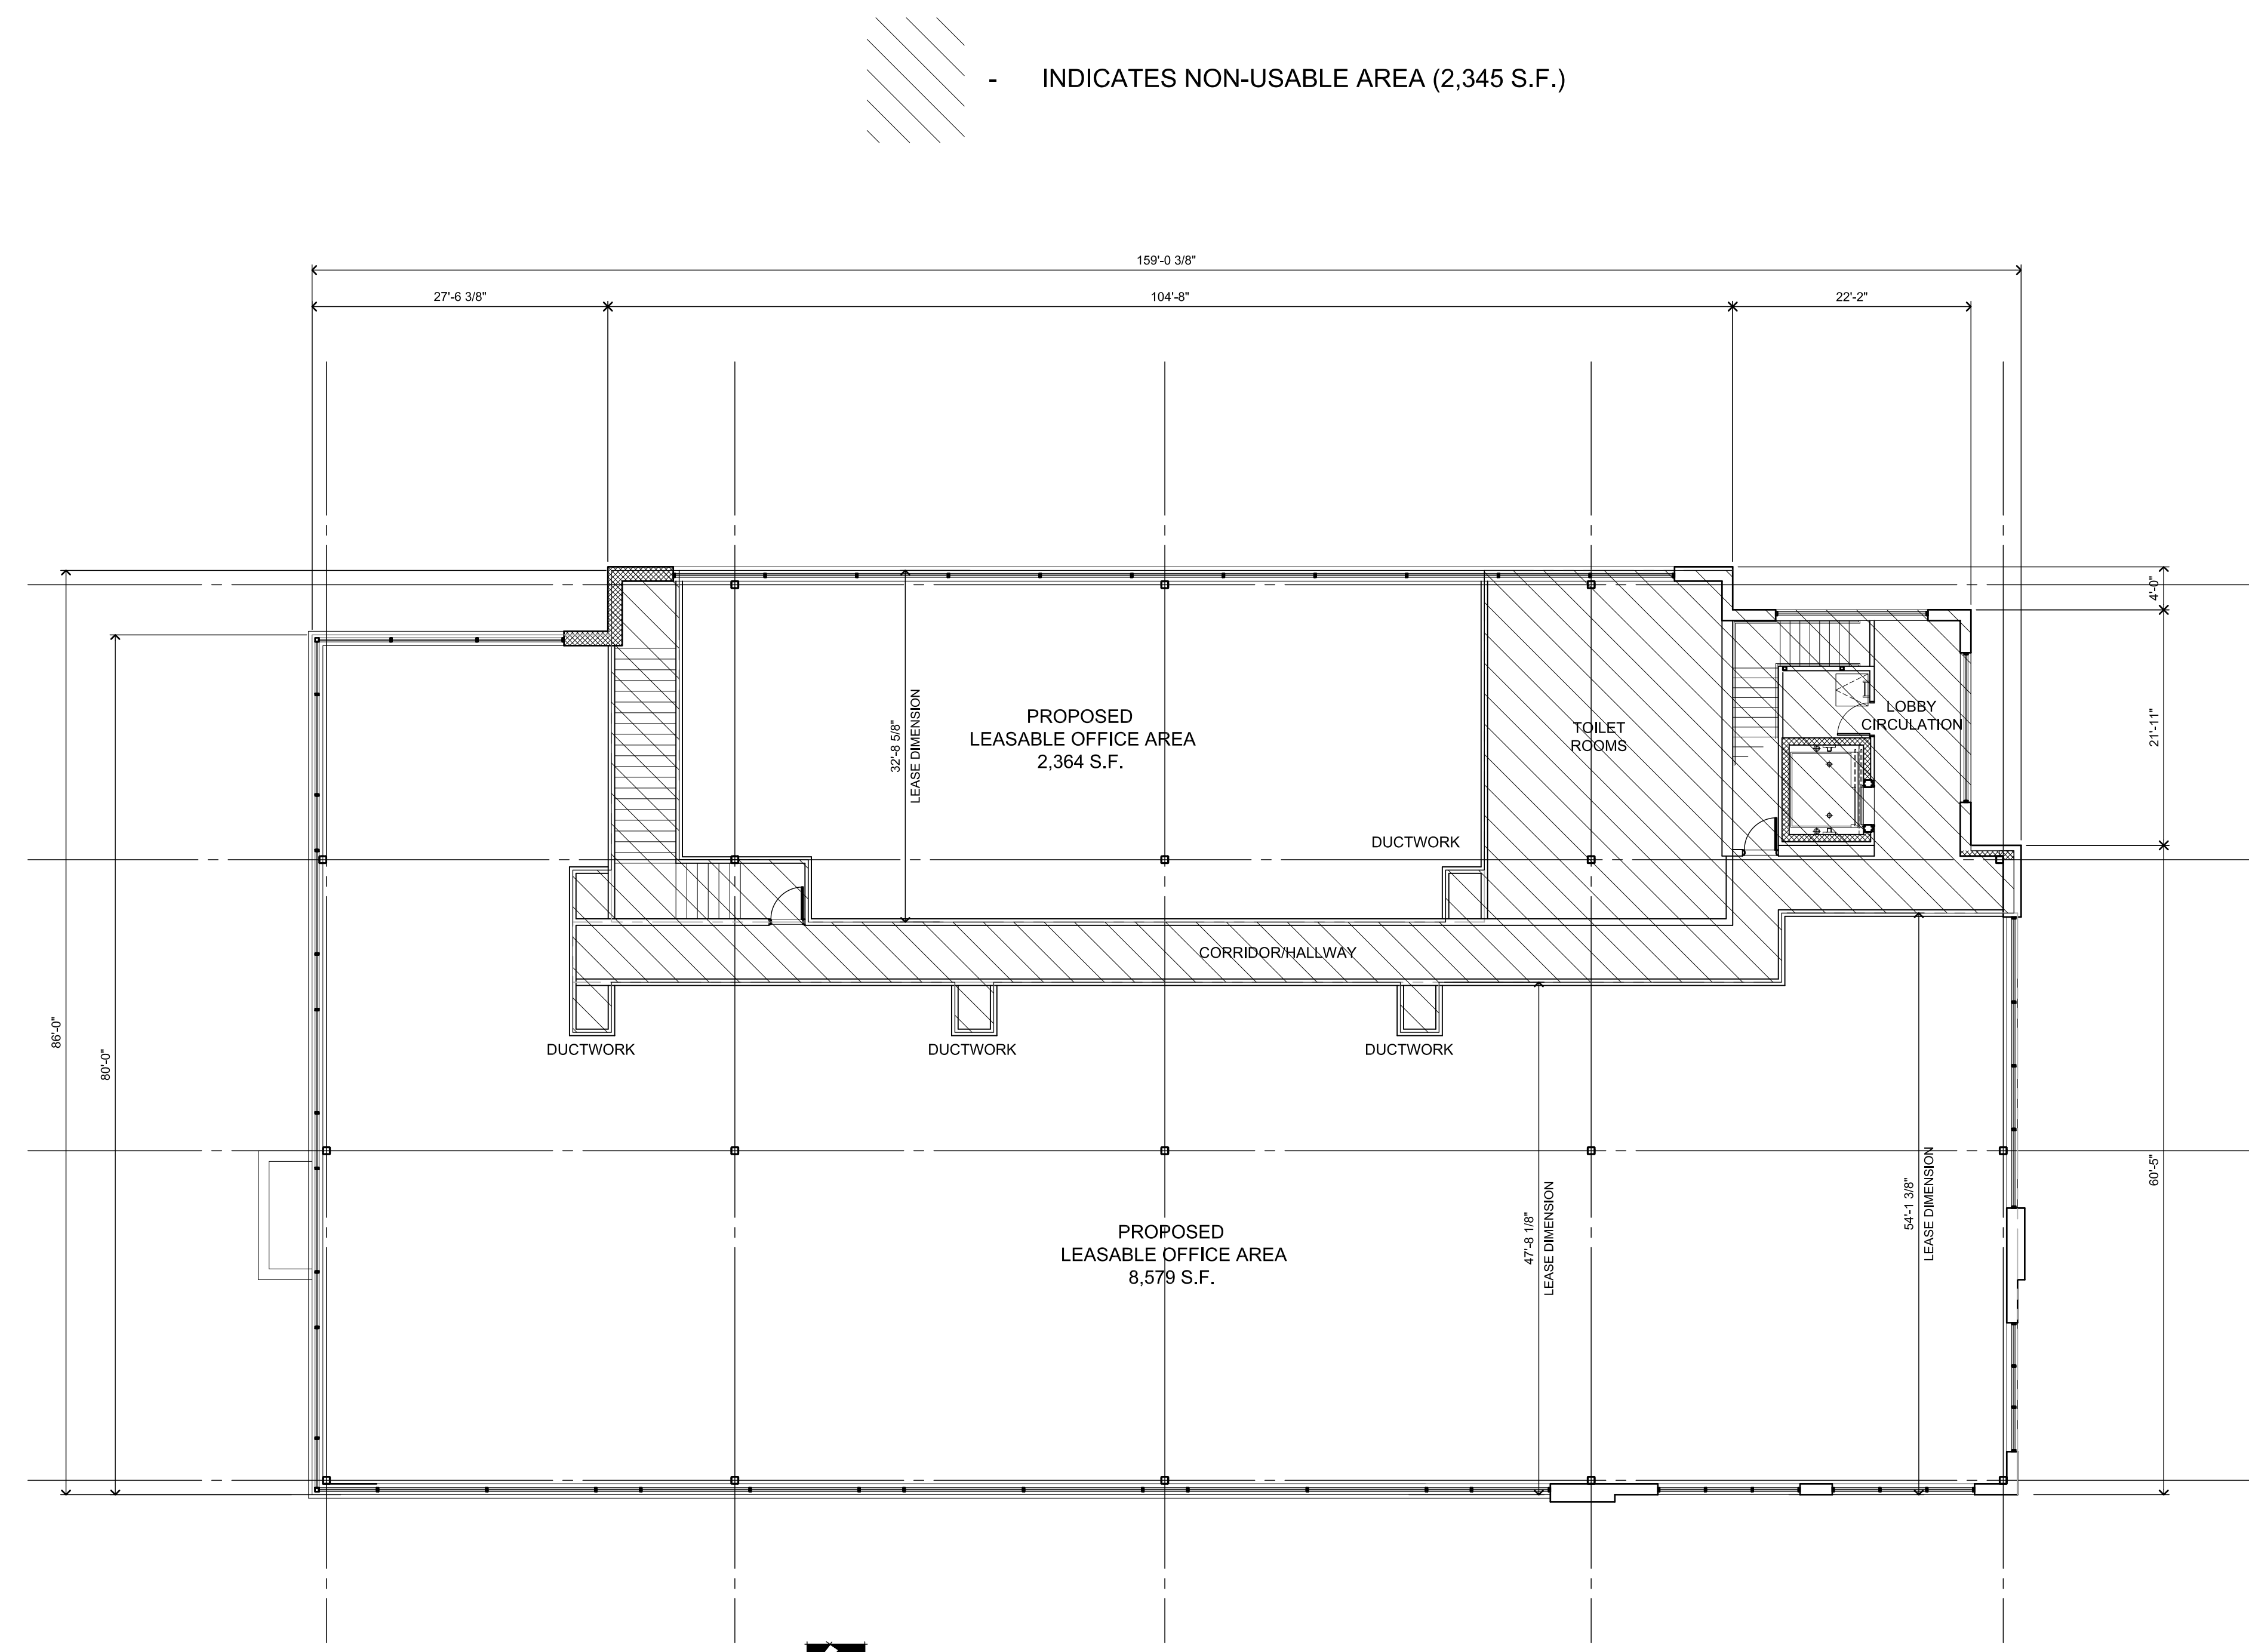 - INDICATES NON-USABLE AREA (2,345 S.F.)
159'-0 3/8"
27'-6 3/8"
104'-8"
22'-2"
4'-0"
21'-11"
60'-5"
86'-0"
80'-0"
32'-8 5/8"
LEASE DIMENSION
PROPOSED
LEASABLE OFFICE AREA
2,364 S.F.
TOILET
ROOMS
LOBBY
CIRCULATION
DUCTWORK
CORRIDOR/HALLWAY
DUCTWORK
DUCTWORK
DUCTWORK
PROPOSED
LEASABLE OFFICE AREA
8,579 S.F.
47'-8 1/8"
LEASE DIMENSION
54'-1 3/8"
LEASE DIMENSION